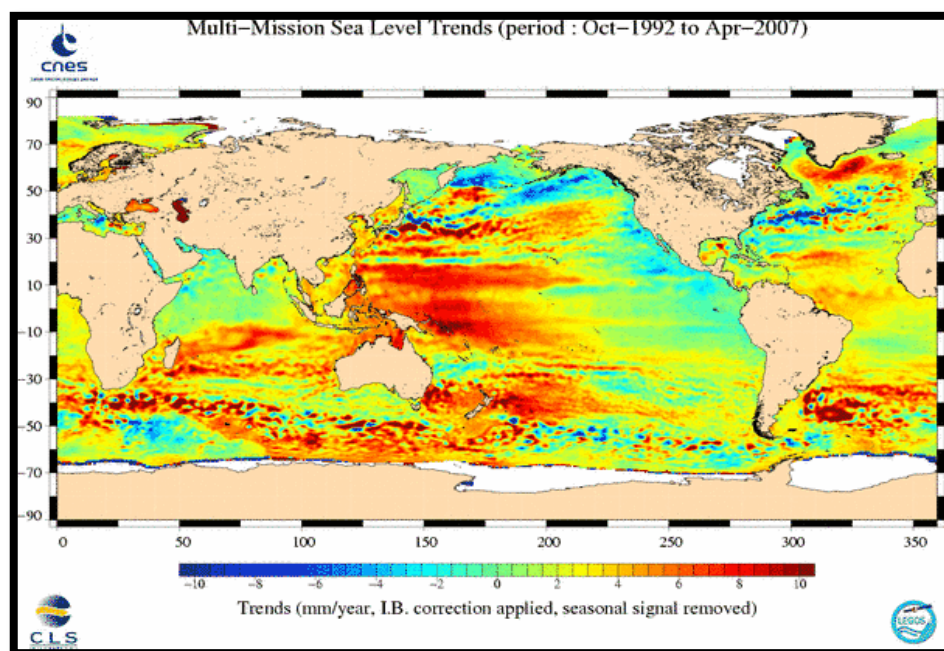 Multi-Mission Sea Level Trends (period : Oct-1992 to Apr-2007)
cnes
90
70
50
30
10
-10
-30
-50
-70
-90
0 50 100 150 200 250 300 350
-10 -8 -6 -4 -2 0 2 4 6 8 10
Trends (mm/year, I.B. correction applied, seasonal signal removed)
CLS
LEGOS